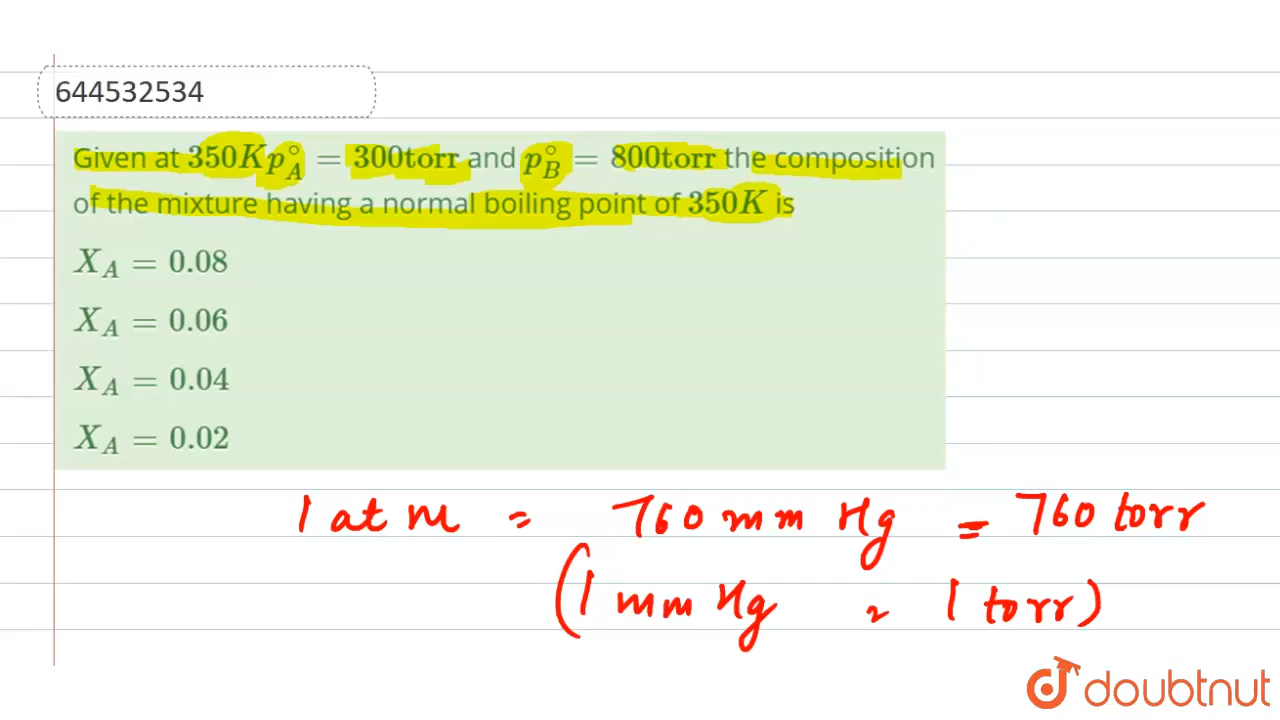 644532534
Given at 350K p°_A = 300torr and p°_B = 800torr the composition
of the mixture having a normal boiling point of 350K is
X_A = 0.08
X_A = 0.06
X_A = 0.04
X_A = 0.02
1 atm = 760 mm Hg = 760 torr
(1 mm Hg = 1 torr)
doubtnut